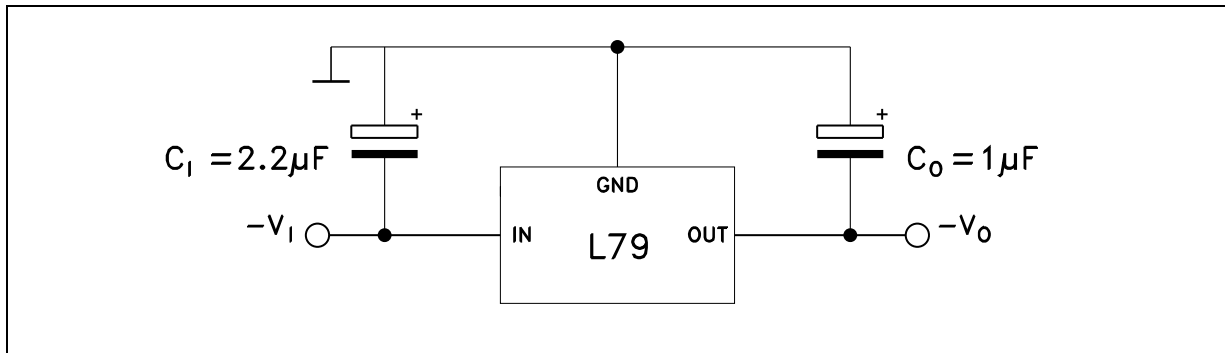 +
+
C_I = 2.2µF
C_O = 1µF
GND
-V_I
IN
L79
OUT
-V_O